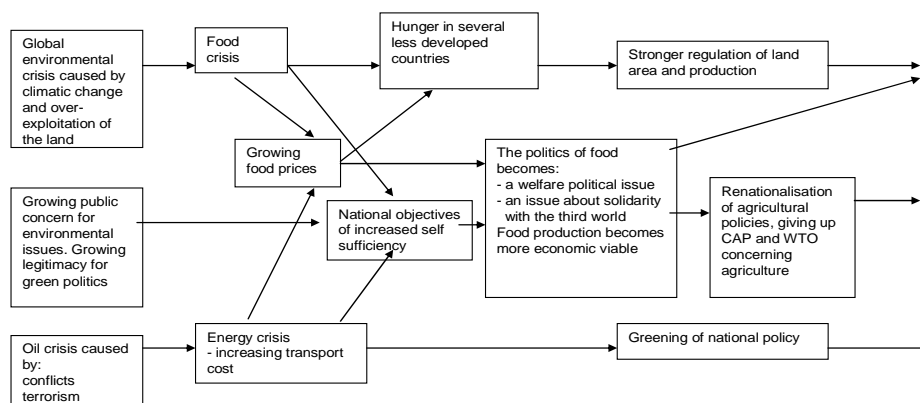 Global
environmental
crisis caused by
climatic change
and over-
exploitation of
the land
Food
crisis
Hunger in several
less developed
countries
Stronger regulation of land
area and production
Growing
food prices
The politics of food
becomes:
- a welfare political issue
- an issue about solidarity
with the third world
Food production becomes
more economic viable
Growing public
concern for
environmental
issues. Growing
legitimacy for
green politics
National objectives
of increased self
sufficiency
Renationalisation
of agricultural
policies, giving up
CAP and WTO
concerning
agriculture
Oil crisis caused
by:
conflicts
terrorism
Energy crisis
- increasing transport
cost
Greening of national policy